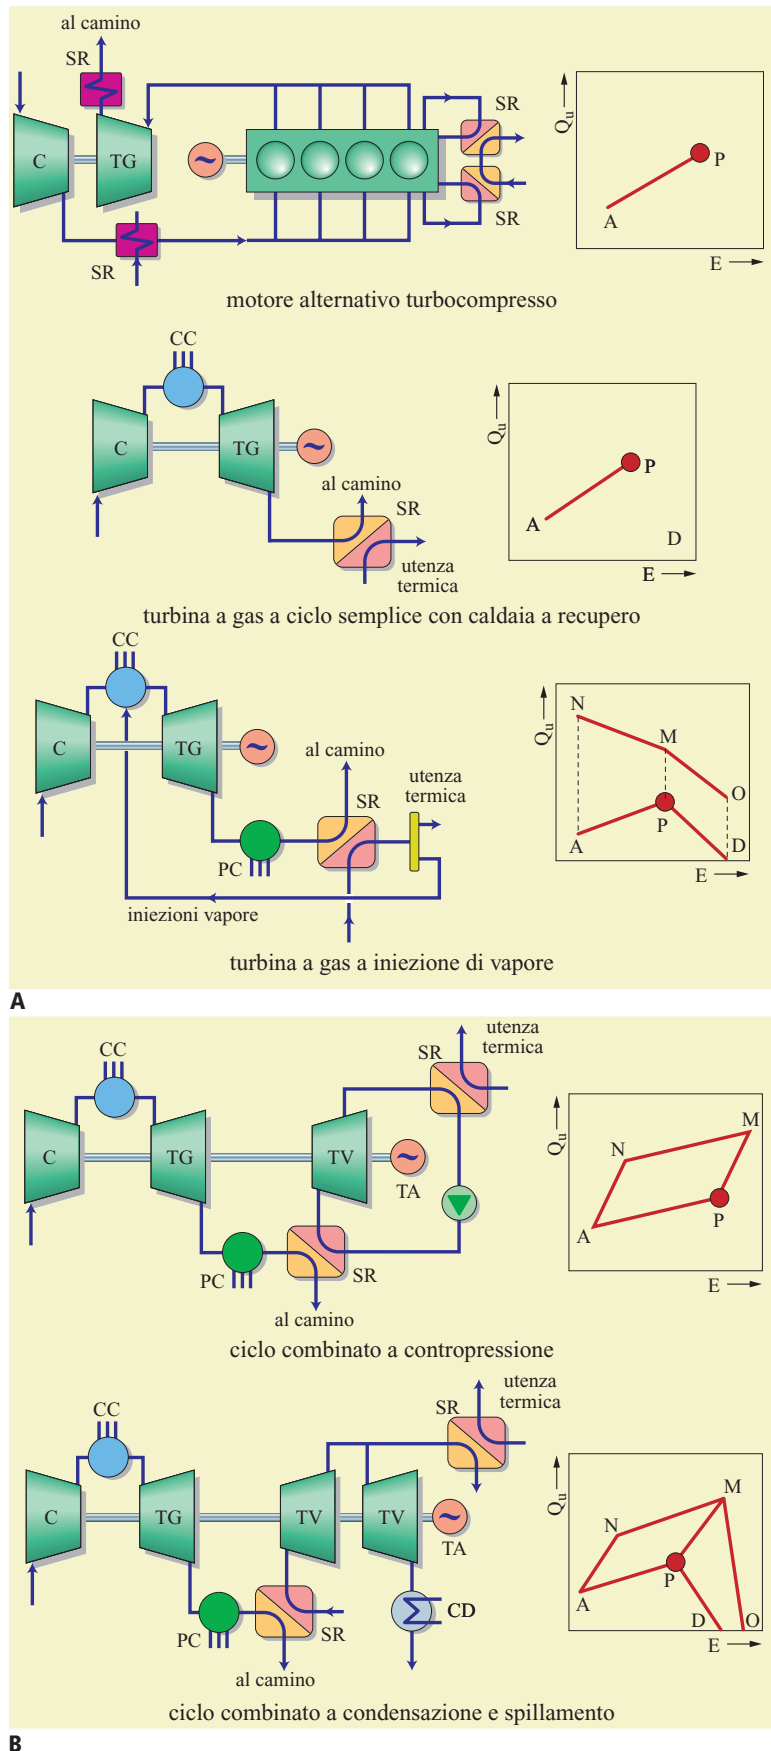 al camino
SR
C
TG
~
SR
SR
SR
Qu
P
A
E
motore alternativo turbocompresso
CC
C
TG
~
al camino
SR
utenza
termica
Qu
P
A
D
E
turbina a gas a ciclo semplice con caldaia a recupero
CC
C
TG
~
al camino
SR
utenza
termica
PC
iniezioni vapore
Qu
N
M
O
P
A
D
E
turbina a gas a iniezione di vapore
A
CC
C
TG
TV
~
TA
SR
utenza
termica
PC
SR
al camino
Qu
N
M
A
P
E
ciclo combinato a contropressione
CC
C
TG
TV
TV
~
TA
SR
utenza
termica
PC
SR
CD
al camino
Qu
M
N
P
A
D
O
E
ciclo combinato a condensazione e spillamento
B